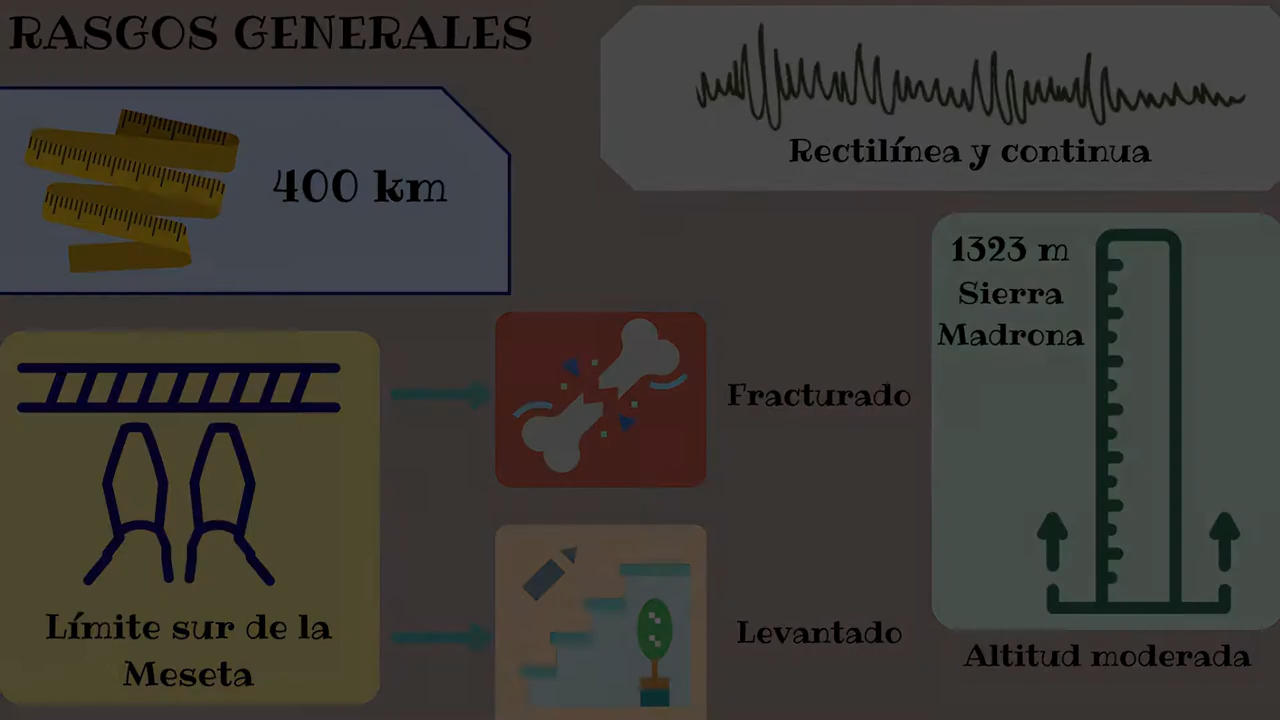 RASGOS GENERALES
400 km
Rectilínea y continua
1323 m
Sierra
Madrona
Fracturado
Límite sur de la
Meseta
Levantado
Altitud moderada